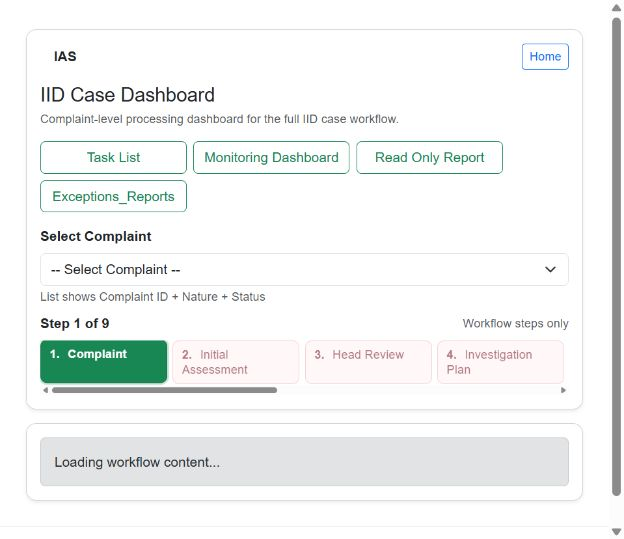 IAS
Home
IID Case Dashboard
Complaint-level processing dashboard for the full IID case workflow.
Task List
Monitoring Dashboard
Read Only Report
Exceptions_Reports
Select Complaint
-- Select Complaint --
List shows Complaint ID + Nature + Status
Step 1 of 9
Workflow steps only
1. Complaint
2. Initial
Assessment
3. Head Review
4. Investigation
Plan
Loading workflow content...